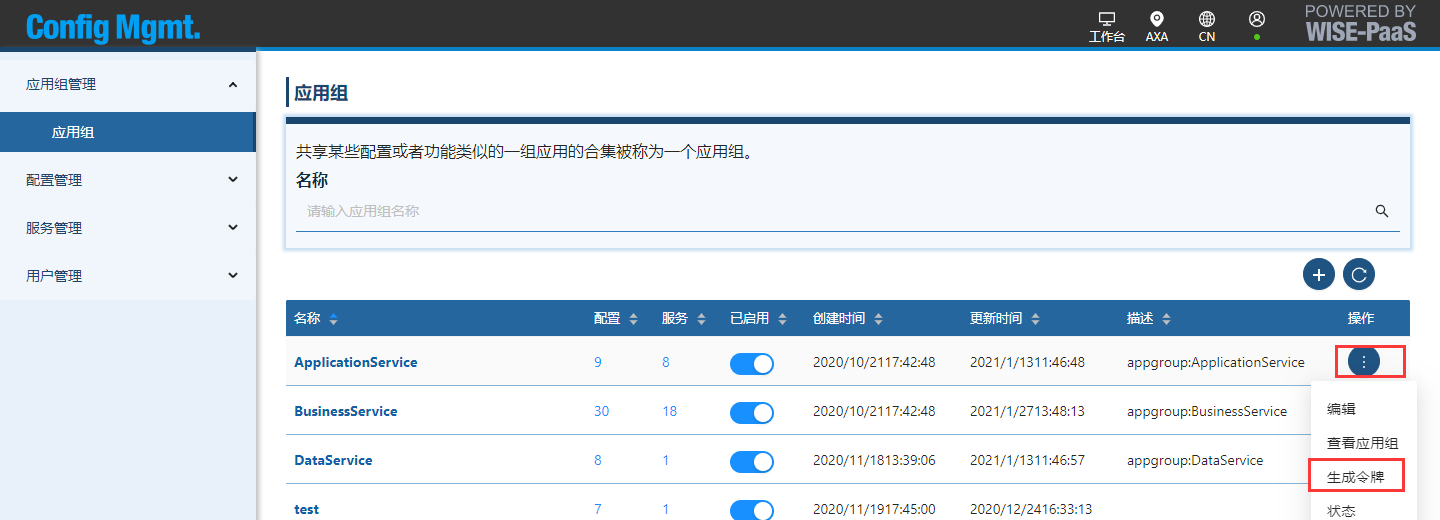 Config Mgmt.
工作台
AXA
CN
POWERED BY
WISE-PaaS
应用组管理
应用组
配置管理
服务管理
用户管理
应用组
共享某些配置或者功能类似的一组应用的合集被称为一个应用组。
名称
请输入应用组名称
名称 配置 服务 已启用 创建时间 更新时间 描述 操作
ApplicationService 9 8 2020/10/2117:42:48 2021/1/1311:46:48 appgroup:ApplicationService
BusinessService 30 18 2020/10/2117:42:48 2021/1/2713:48:13 appgroup:BusinessService
DataService 8 1 2020/11/1813:39:06 2021/1/1311:46:57 appgroup:DataService
test 7 1 2020/11/1917:45:00 2020/12/2416:33:13
编辑
查看应用组
生成令牌
状态